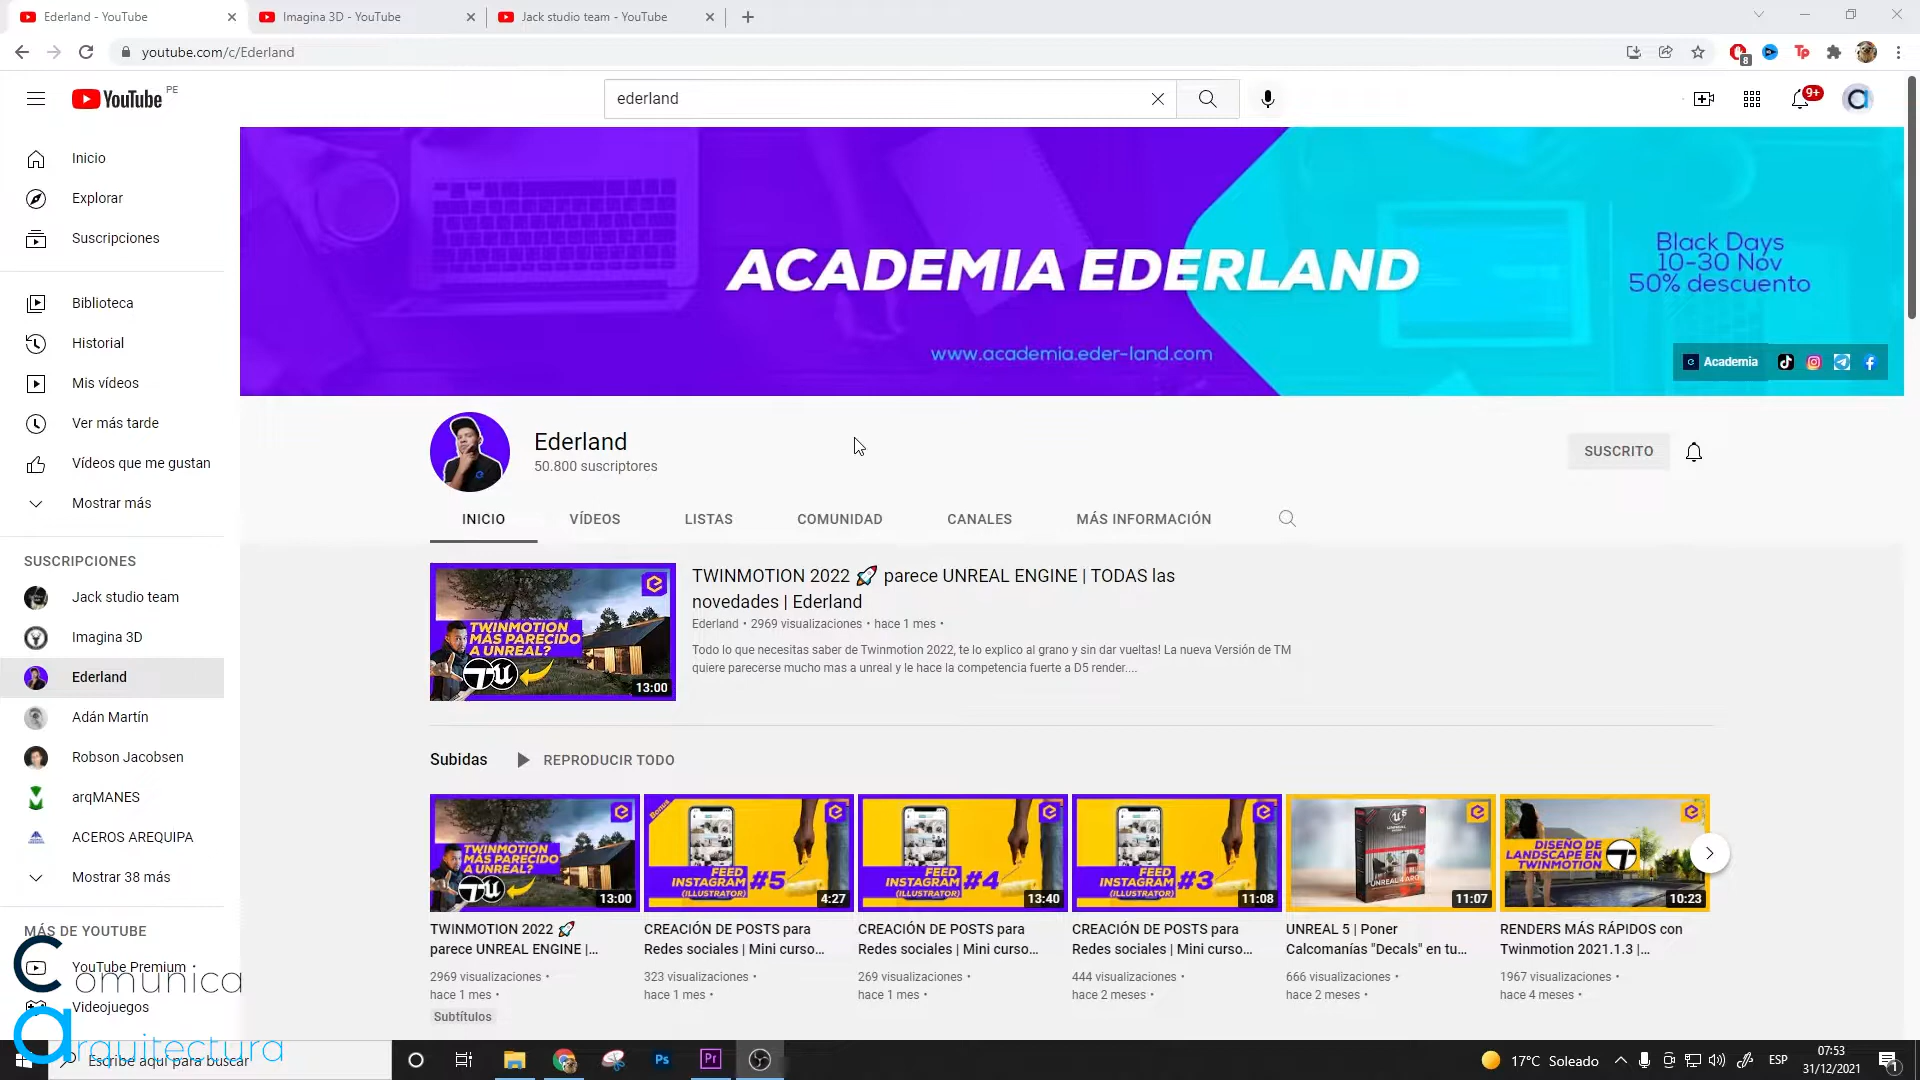 Ederland - YouTube
Imagina 3D - YouTube
Jack studio team - YouTube
youtube.com/c/Ederland
8
YouTube PE
ederland
9+
Inicio
Explorar
Suscripciones
Biblioteca
Historial
Mis vídeos
Ver más tarde
Vídeos que me gustan
Mostrar más
SUSCRIPCIONES
Jack studio team
Imagina 3D
Ederland
Adán Martín
Robson Jacobsen
arqMANES
ACEROS AREQUIPA
Mostrar 38 más
MÁS DE YOUTUBE
YouTube Premium
Videojuegos
Comunica
arquitectura
ACADEMIA EDERLAND
www.academia.eder-land.com
Black Days
10-30 Nov
50% descuento
Academia
Ederland
50.800 suscriptores
SUSCRITO
INICIO
VÍDEOS
LISTAS
COMUNIDAD
CANALES
MÁS INFORMACIÓN
TWINMOTION
MÁS PARECIDO
A UNREAL?
13:00
TWINMOTION 2022 🚀 parece UNREAL ENGINE | TODAS las
novedades | Ederland
Ederland • 2969 visualizaciones • hace 1 mes •
Todo lo que necesitas saber de Twinmotion 2022, te lo explico al grano y sin dar vueltas! La nueva Versión de TM
quiere parecerse mucho mas a unreal y le hace la competencia fuerte a D5 render....
Subidas
REPRODUCIR TODO
TWINMOTION
MÁS PARECIDO
A UNREAL?
13:00
TWINMOTION 2022 🚀
parece UNREAL ENGINE |...
2969 visualizaciones •
hace 1 mes •
Subtítulos
Bonus
FEED
INSTAGRAM #5
(ILLUSTRATOR)
4:27
CREACIÓN DE POSTS para
Redes sociales | Mini curso...
323 visualizaciones •
hace 1 mes •
FEED
INSTAGRAM #4
(ILLUSTRATOR)
13:40
CREACIÓN DE POSTS para
Redes sociales | Mini curso...
269 visualizaciones •
hace 1 mes •
FEED
INSTAGRAM #3
(ILLUSTRATOR)
11:08
CREACIÓN DE POSTS para
Redes sociales | Mini curso...
444 visualizaciones •
hace 2 meses •
UNREAL 4 ARQ
11:07
UNREAL 5 | Poner
Calcomanías "Decals" en tu...
666 visualizaciones •
hace 2 meses •
DISEÑO DE
LANDSCAPE EN
TWINMOTION
10:23
RENDERS MÁS RÁPIDOS con
Twinmotion 2021.1.3 |...
1967 visualizaciones •
hace 4 meses •
Escribe aquí para buscar
Ps
Pr
17°C Soleado
ESP
07:53
31/12/2021
1